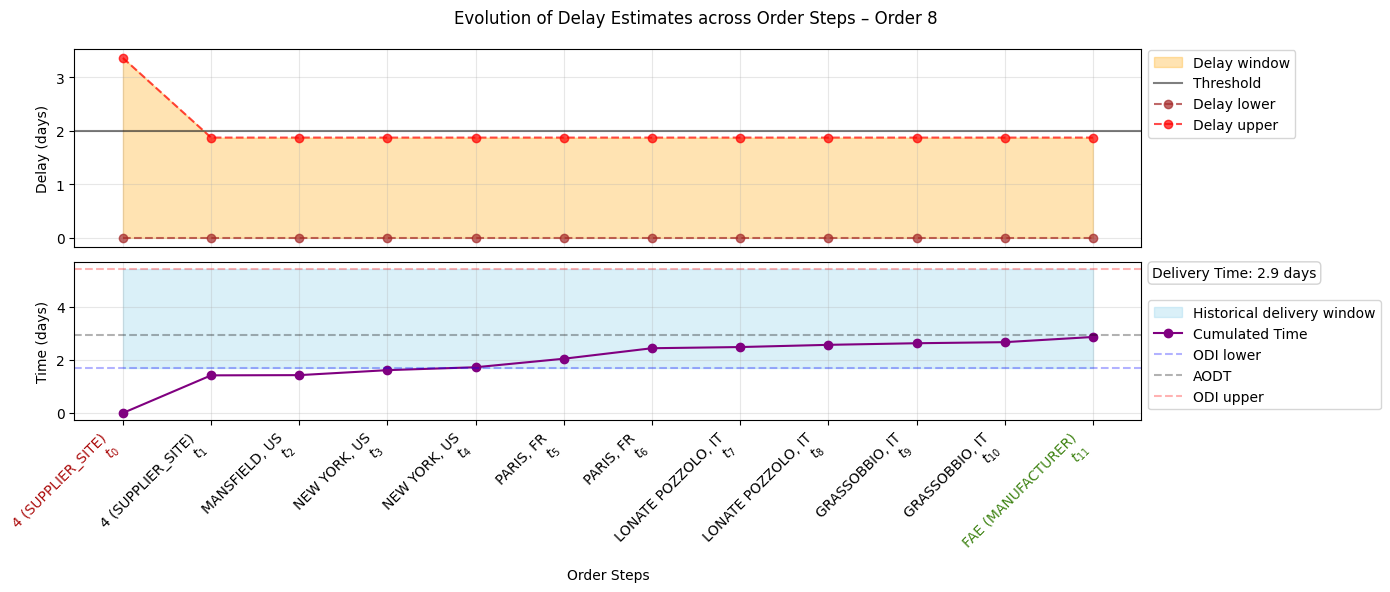 Evolution of Delay Estimates across Order Steps – Order 8
Delay (days)
3
2
1
0
Delay window
Threshold
Delay lower
Delay upper
Time (days)
4
2
0
Delivery Time: 2.9 days
Historical delivery window
Cumulated Time
ODI lower
AODT
ODI upper
4 (SUPPLIER_SITE)
t₀
4 (SUPPLIER_SITE)
t₁
MANSFIELD, US
t₂
NEW YORK, US
t₃
NEW YORK, US
t₄
PARIS, FR
t₅
PARIS, FR
t₆
LONATE POZZOLO, IT
t₇
LONATE POZZOLO, IT
t₈
GRASSOBBIO, IT
t₉
GRASSOBBIO, IT
t₁₀
FAE (MANUFACTURER)
t₁₁
Order Steps